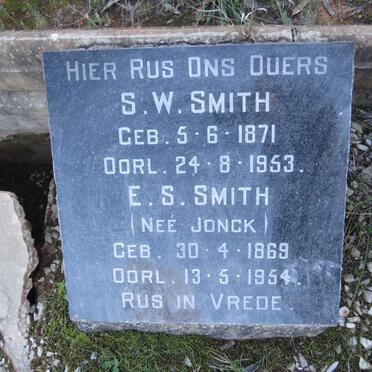 HIER RUS ONS OUERS
S. W. SMITH
GEB. 5-6-1871
OORL. 24-8-1953.
E. S. SMITH
(NEÉ JONCK)
GEB. 30-4-1869
OORL. 13-5-1954.
RUS IN VREDE.